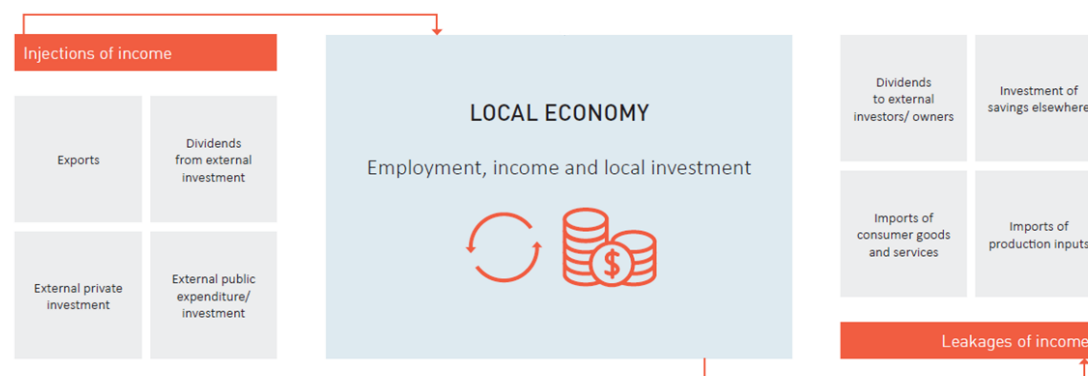 Injections of income
Exports
Dividends
from external
investment
External private
investment
External public
expenditure/
investment
LOCAL ECONOMY
Employment, income and local investment
$
Dividends
to external
investors/ owners
Investment of
savings elsewhere
Imports of
consumer goods
and services
Imports of
production inputs
Leakages of income